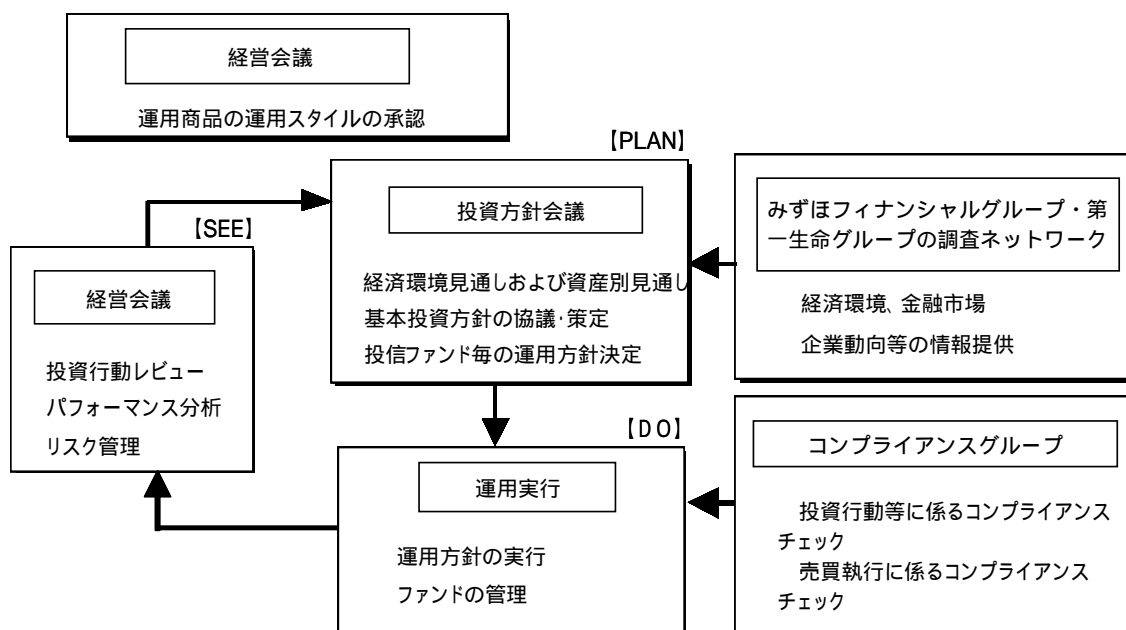 経営会議
運用商品の運用スタイルの承認
【PLAN】
投資方針会議
経済環境見通しおよび資産別見通し
基本投資方針の協議・策定
投信ファンド毎の運用方針決定
みずほフィナンシャルグループ・第
一生命グループの調査ネットワーク
経済環境、金融市場
企業動向等の情報提供
【SEE】
経営会議
投資行動レビュー
パフォーマンス分析
リスク管理
【DO】
運用実行
運用方針の実行
ファンドの管理
コンプライアンスグループ
投資行動等に係るコンプライアンス
チェック
売買執行に係るコンプライアンス
チェック